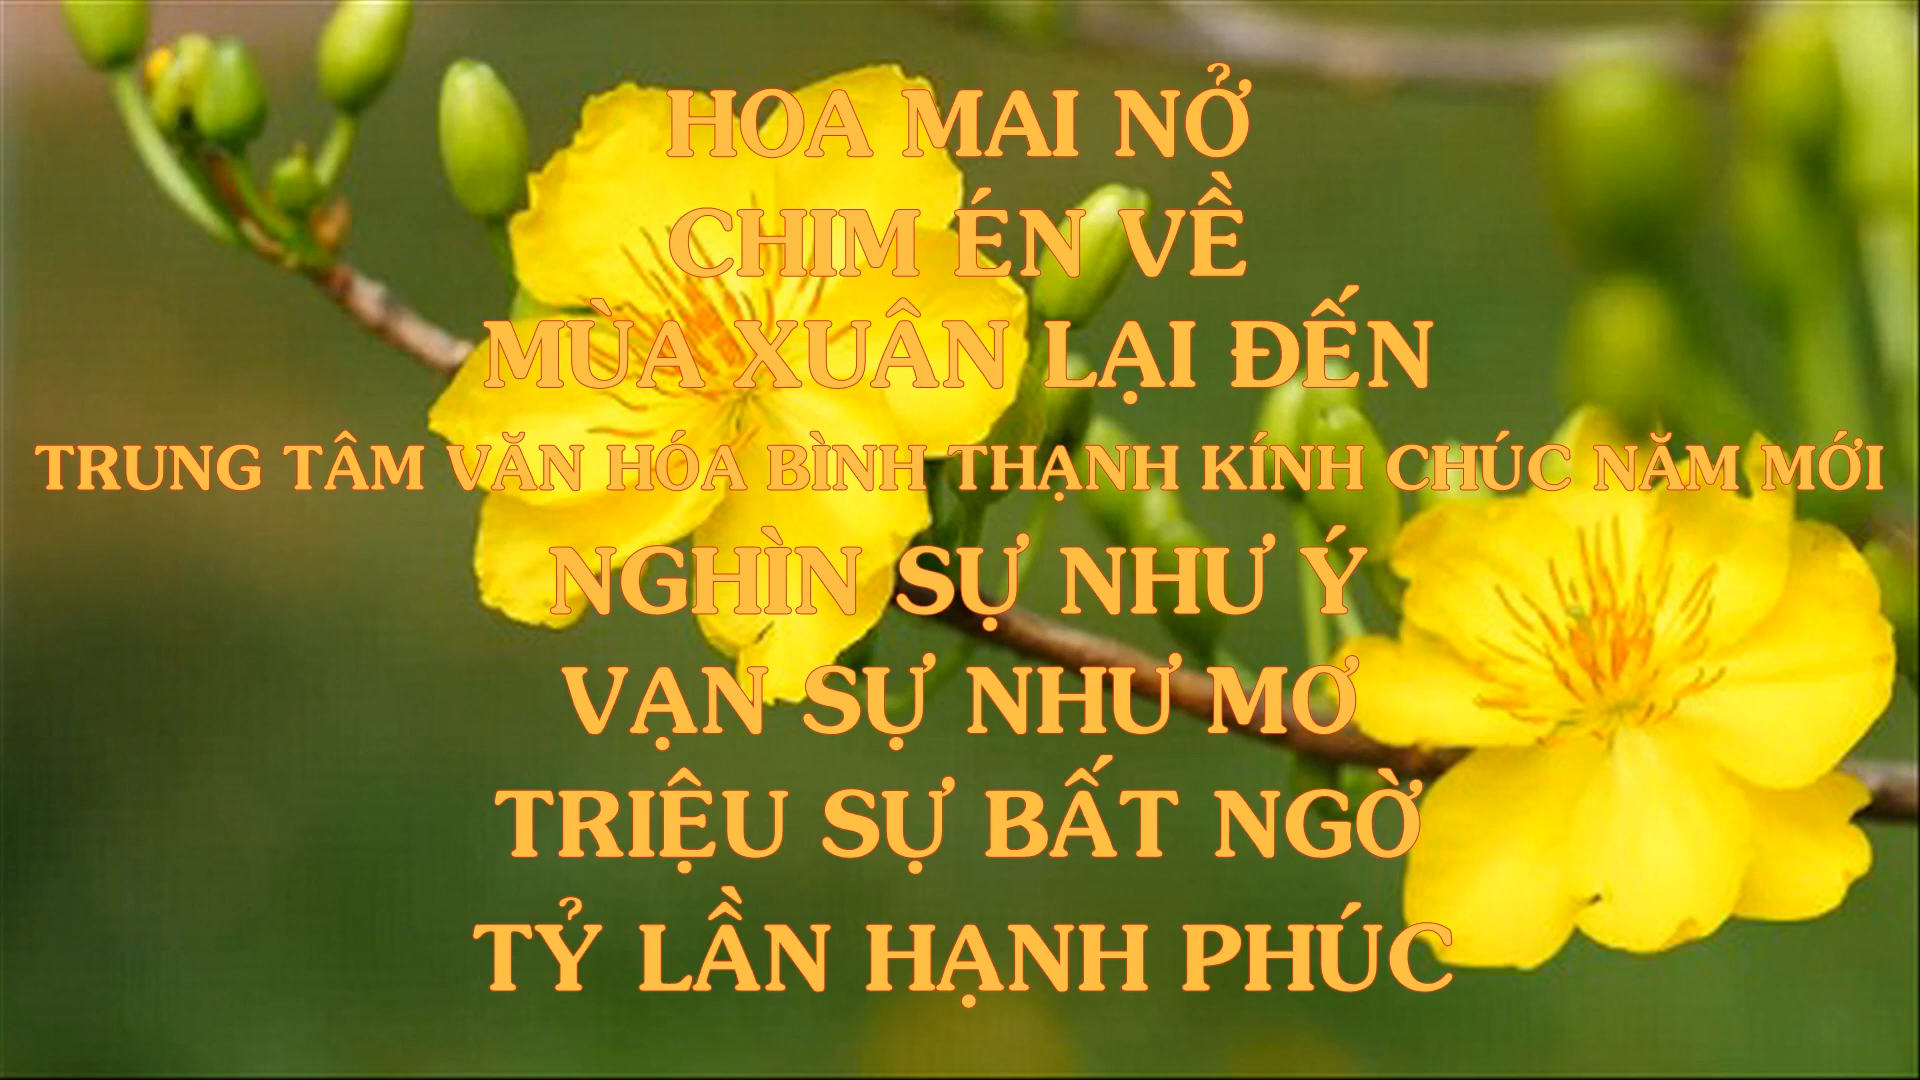 HOA MAI NỞ
CHIM ÉN VỀ
MÙA XUÂN LẠI ĐẾN
TRUNG TÂM VĂN HÓA BÌNH THẠNH KÍNH CHÚC NĂM MỚI
NGHÌN SỰ NHƯ Ý
VẠN SỰ NHƯ MƠ
TRIỆU SỰ BẤT NGỜ
TỶ LẦN HẠNH PHÚC